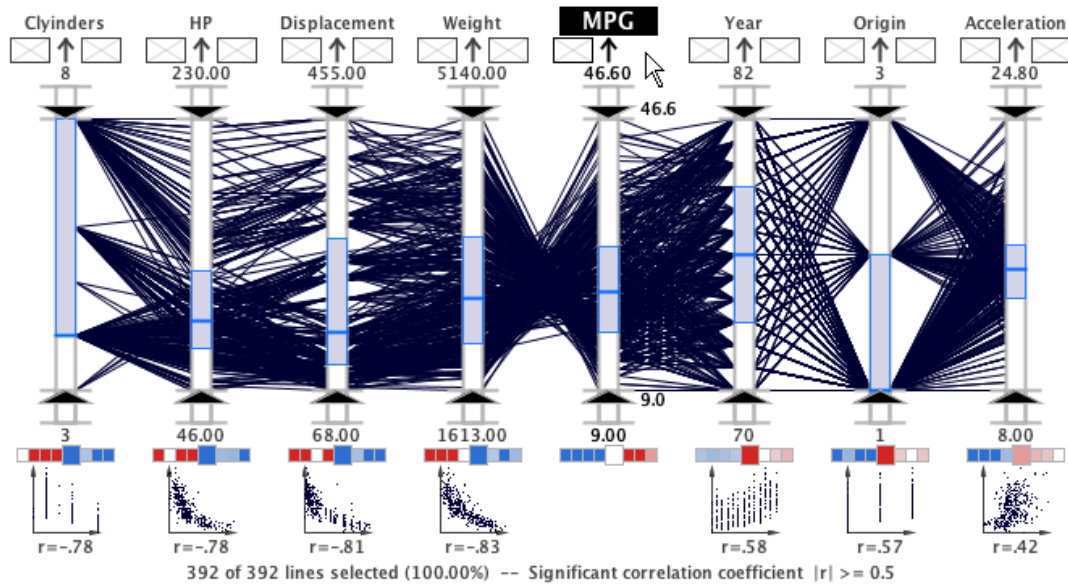 Clyinders HP Displacement Weight MPG Year Origin Acceleration
8 230.00 455.00 5140.00 46.60 82 3 24.80
46.6
9.0
3 46.00 68.00 1613.00 9.00 70 1 8.00
r=-.78 r=-.78 r=-.81 r=-.83 r=.58 r=.57 r=.42
392 of 392 lines selected (100.00%) -- Significant correlation coefficient |r| >= 0.5